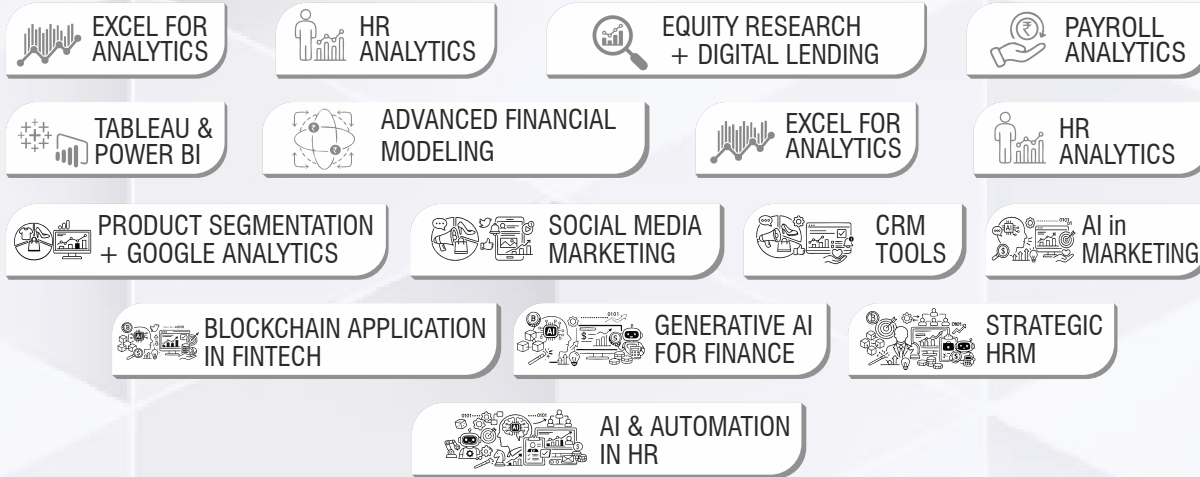 EXCEL FOR
ANALYTICS
HR
ANALYTICS
EQUITY RESEARCH
+ DIGITAL LENDING
PAYROLL
ANALYTICS
TABLEAU &
POWER BI
ADVANCED FINANCIAL
MODELING
EXCEL FOR
ANALYTICS
HR
ANALYTICS
PRODUCT SEGMENTATION
+ GOOGLE ANALYTICS
SOCIAL MEDIA
MARKETING
CRM
TOOLS
AI in
MARKETING
BLOCKCHAIN APPLICATION
IN FINTECH
GENERATIVE AI
FOR FINANCE
STRATEGIC
HRM
AI & AUTOMATION
IN HR